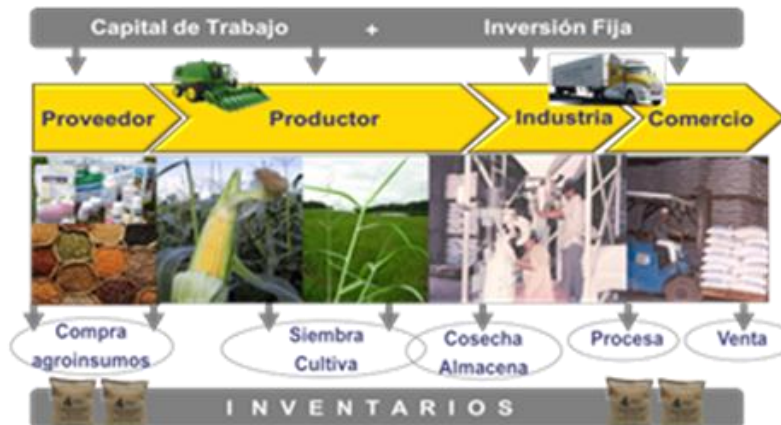 Capital de Trabajo + Inversión Fija
Proveedor Productor Industria Comercio
Compra
agroinsumos
Siembra
Cultiva
Cosecha
Almacena
Procesa
Venta
INVENTARIOS